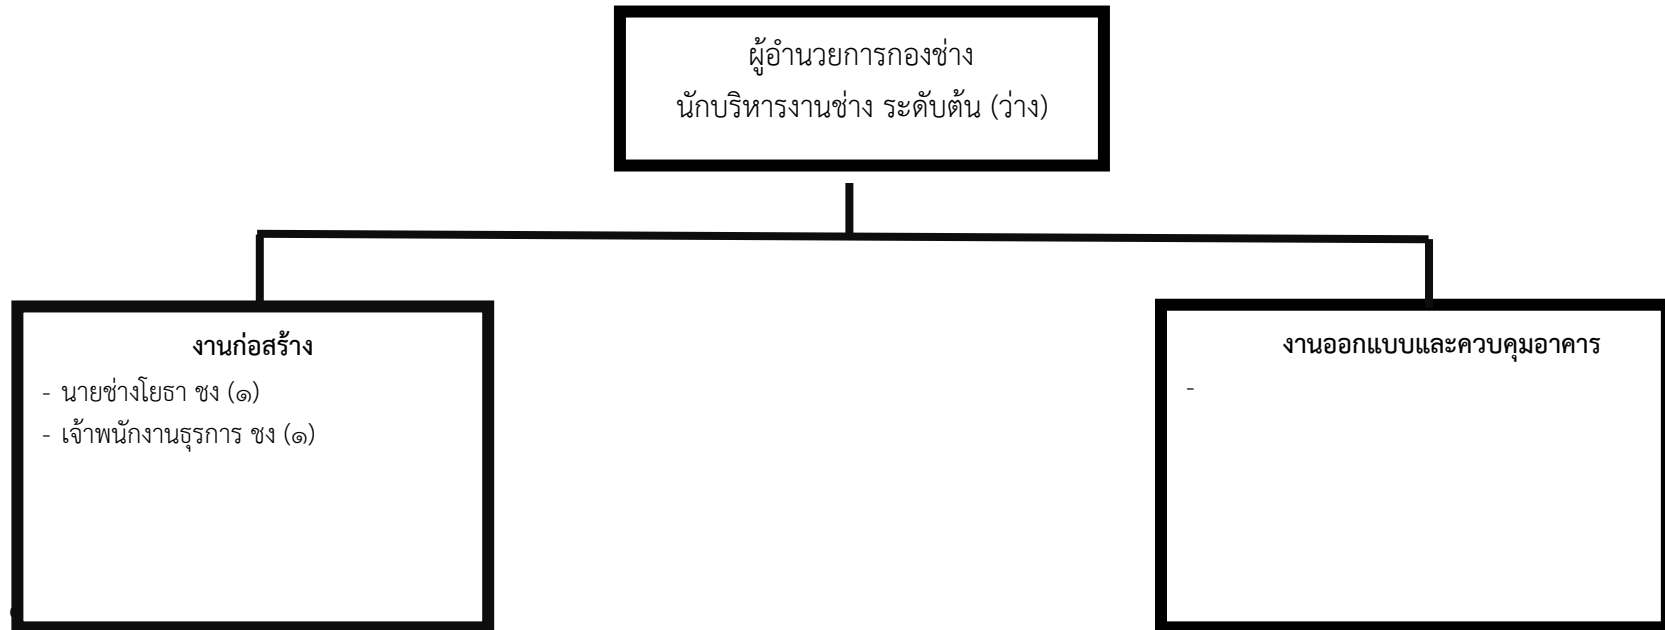 ผู้อำนวยการกองช่าง
นักบริหารงานช่าง ระดับต้น (ว่าง)
งานก่อสร้าง
- นายช่างโยธา ชง (๑)
- เจ้าพนักงานธุรการ ชง (๑)
งานออกแบบและควบคุมอาคาร
-